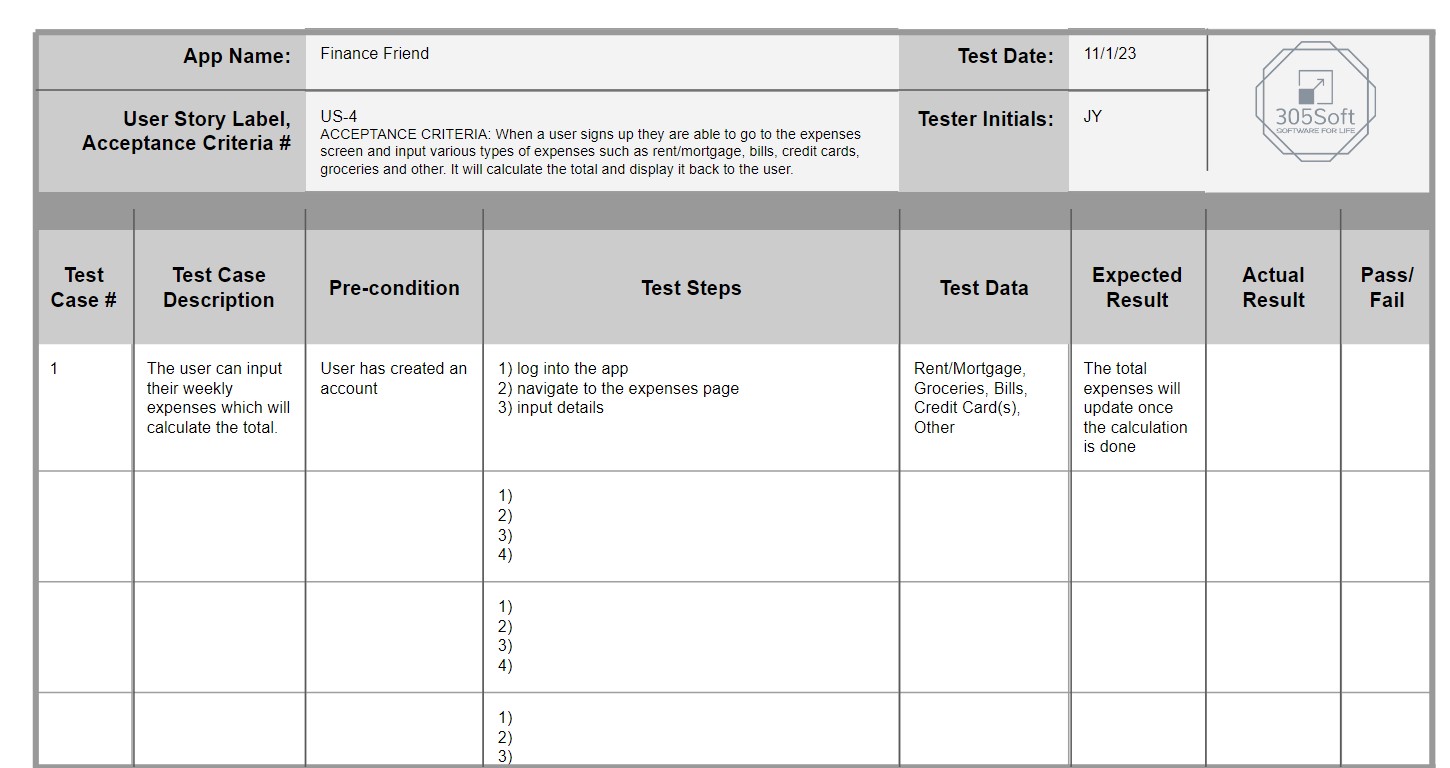 App Name:
Finance Friend
Test Date:
11/1/23
305Soft
SOFTWARE FOR LIFE
User Story Label,
Acceptance Criteria #
US-4
ACCEPTANCE CRITERIA: When a user signs up they are able to go to the expenses
screen and input various types of expenses such as rent/mortgage, bills, credit cards,
groceries and other. It will calculate the total and display it back to the user.
Tester Initials:
JY
Test
Case #
Test Case
Description
Pre-condition
Test Steps
Test Data
Expected
Result
Actual
Result
Pass/
Fail
1
The user can input
their weekly
expenses which will
calculate the total.
User has created an
account
1) log into the app
2) navigate to the expenses page
3) input details
Rent/Mortgage,
Groceries, Bills,
Credit Card(s),
Other
The total
expenses will
update once
the calculation
is done
1)
2)
3)
4)
1)
2)
3)
4)
1)
2)
3)